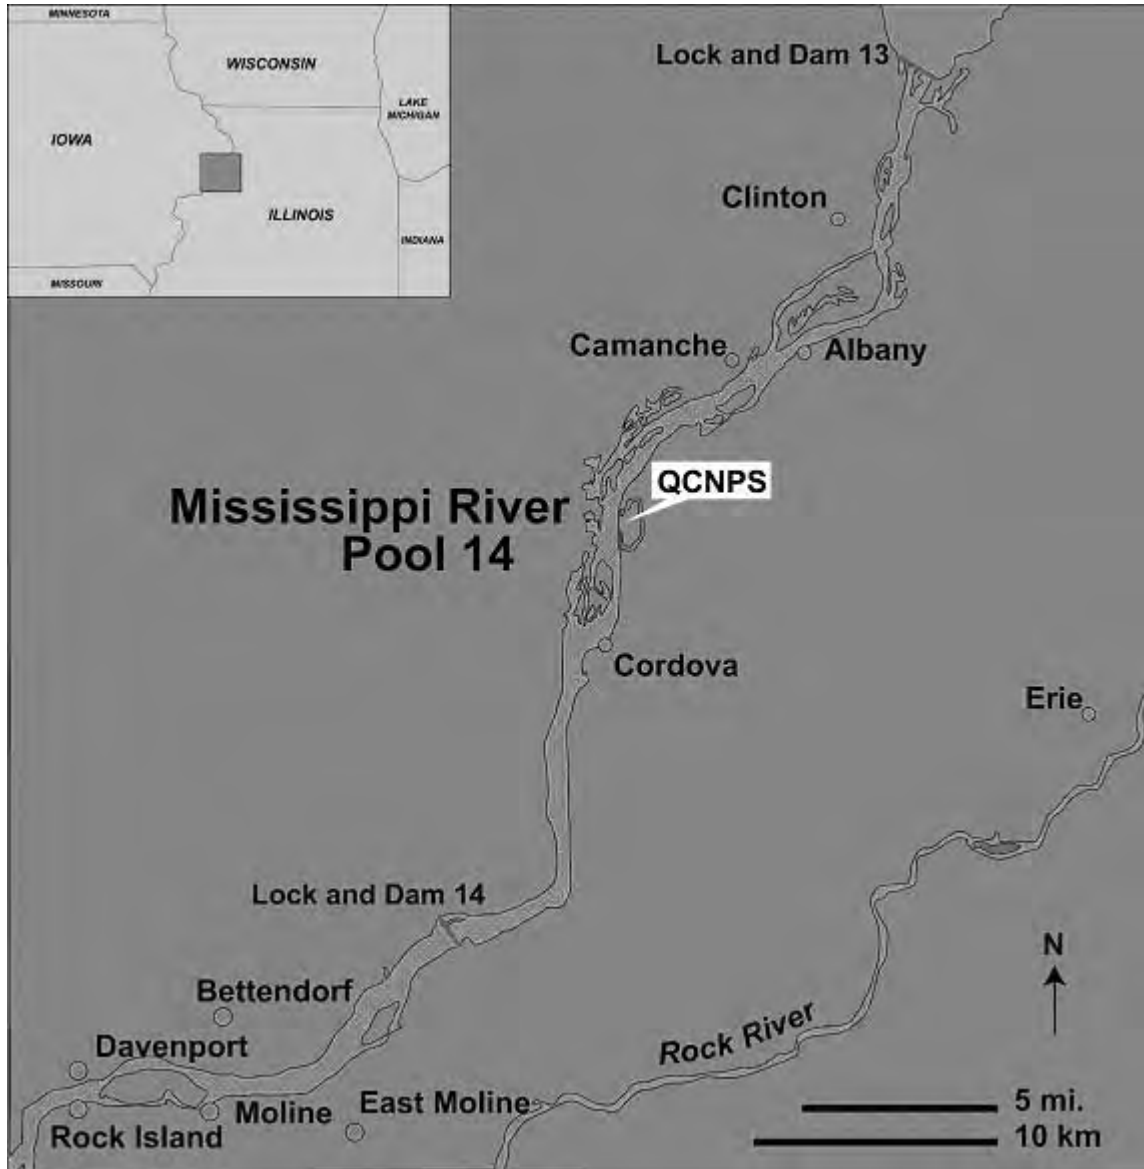 MINNESOTA
WISCONSIN
LAKE
MICHIGAN
IOWA
ILLINOIS
INDIANA
MISSOURI
Lock and Dam 13
Clinton
Camanche
Albany
QCNPS
Mississippi River
Pool 14
Cordova
Erie
Lock and Dam 14
N
Bettendorf
Rock River
Davenport
East Moline
Moline
Rock Island
5 mi.
10 km